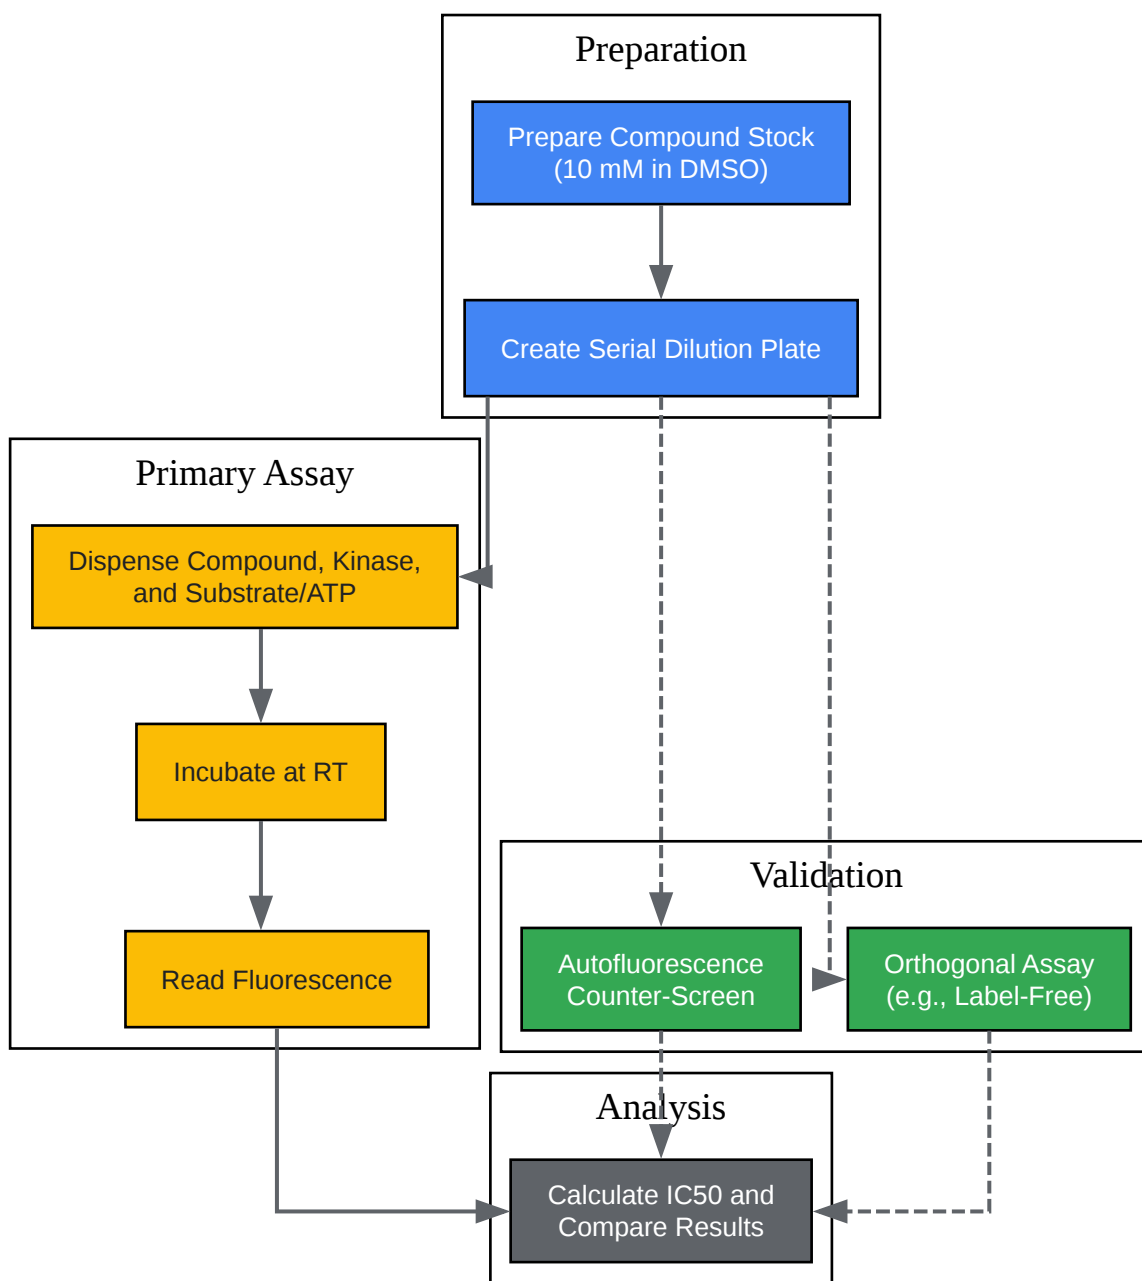 Preparation
Prepare Compound Stock
(10 mM in DMSO)
Create Serial Dilution Plate
Primary Assay
Dispense Compound, Kinase,
and Substrate/ATP
Incubate at RT
Read Fluorescence
Validation
Autofluorescence
Counter-Screen
Orthogonal Assay
(e.g., Label-Free)
Analysis
Calculate IC50 and
Compare Results